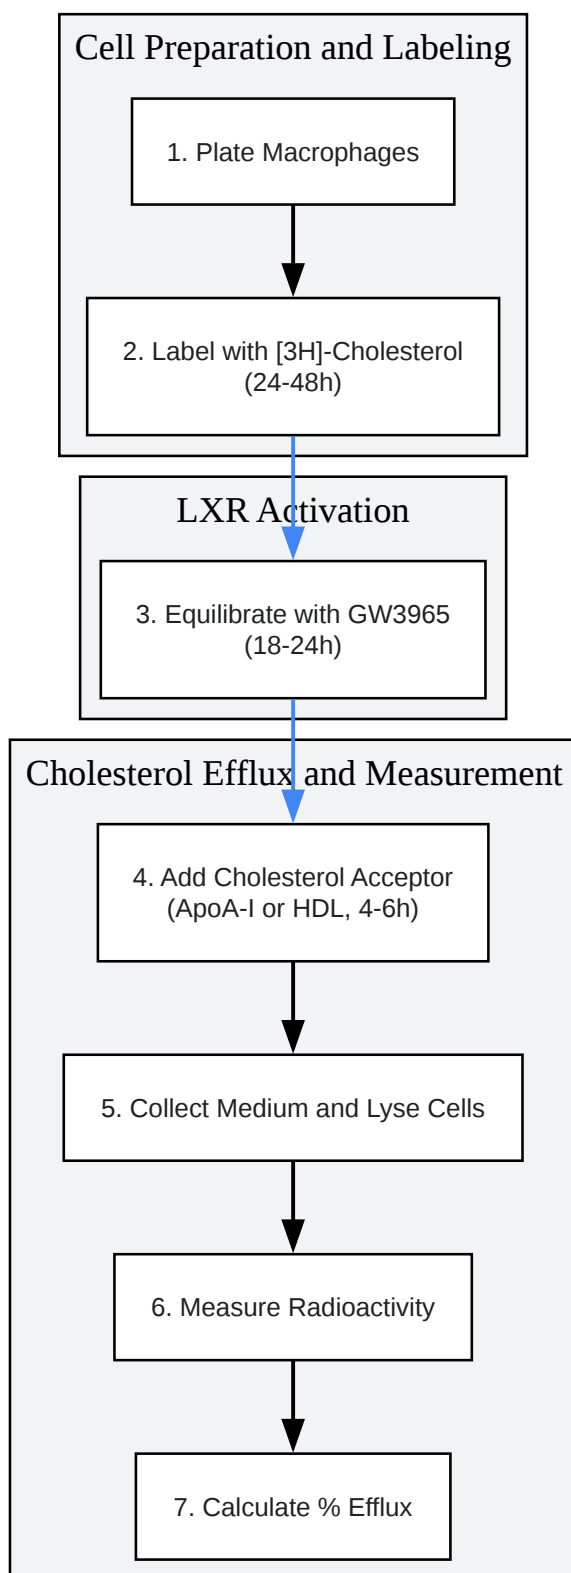 Cell Preparation and Labeling
1. Plate Macrophages
2. Label with [3H]-Cholesterol
(24-48h)
LXR Activation
3. Equilibrate with GW3965
(18-24h)
Cholesterol Efflux and Measurement
4. Add Cholesterol Acceptor
(ApoA-I or HDL, 4-6h)
5. Collect Medium and Lyse Cells
6. Measure Radioactivity
7. Calculate % Efflux